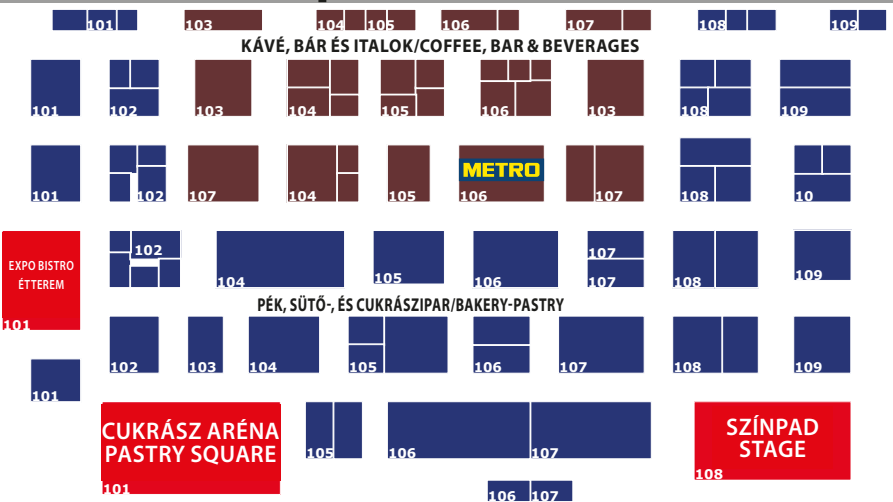 101 103 104 105 106 107 108 109
KÁVÉ, BÁR ÉS ITALOK/COFFEE, BAR & BEVERAGES
101 102 103 104 105 106 103 108 109
METRO
101 102 107 104 105 106 107 108 10
102 107
EXPO BISTRO
ÉTTEREM
104 105 106 107 108 109
PÉK, SÜTŐ-, ÉS CUKRÁSZIPAR/BAKERY-PASTRY
101
102 103 104 105 106 107 108 109
101
CUKRÁSZ ARÉNA
PASTRY SQUARE
SZÍNPAD
STAGE
105 106 107
108
101
106 107